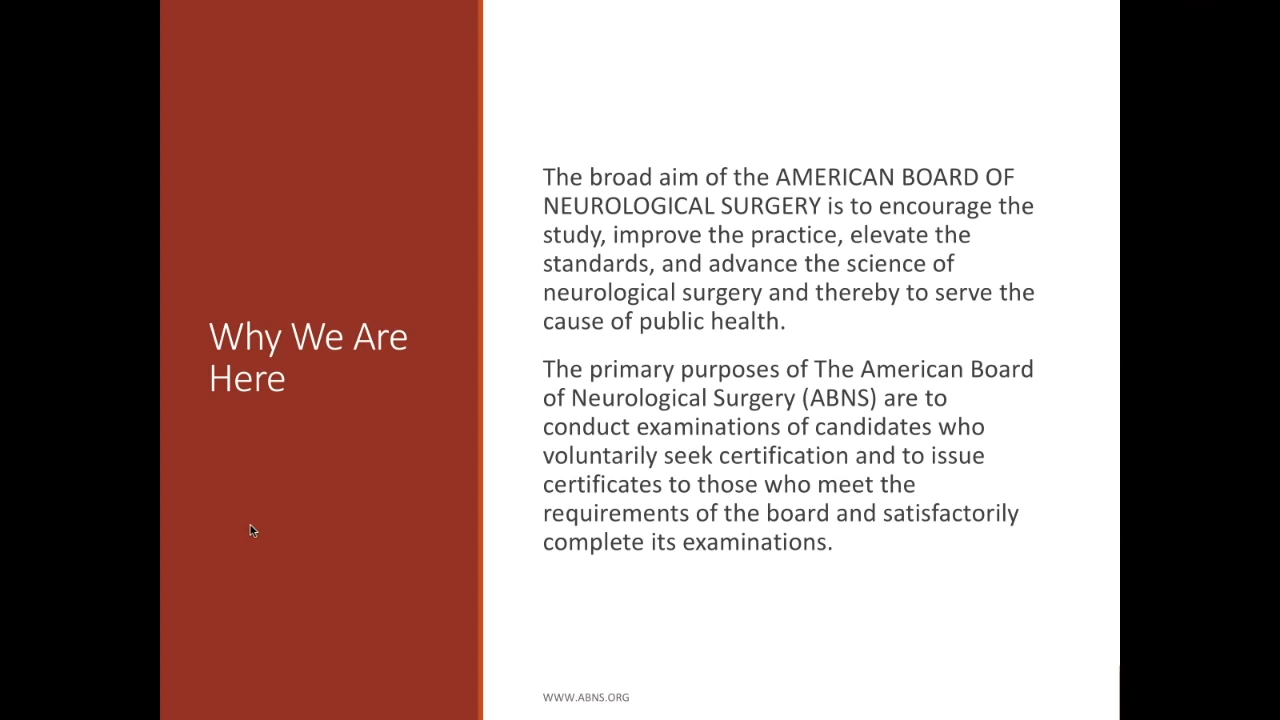 Why We Are
Here
The broad aim of the AMERICAN BOARD OF
NEUROLOGICAL SURGERY is to encourage the
study, improve the practice, elevate the
standards, and advance the science of
neurological surgery and thereby to serve the
cause of public health.
The primary purposes of The American Board
of Neurological Surgery (ABNS) are to
conduct examinations of candidates who
voluntarily seek certification and to issue
certificates to those who meet the
requirements of the board and satisfactorily
complete its examinations.
WWW.ABNS.ORG